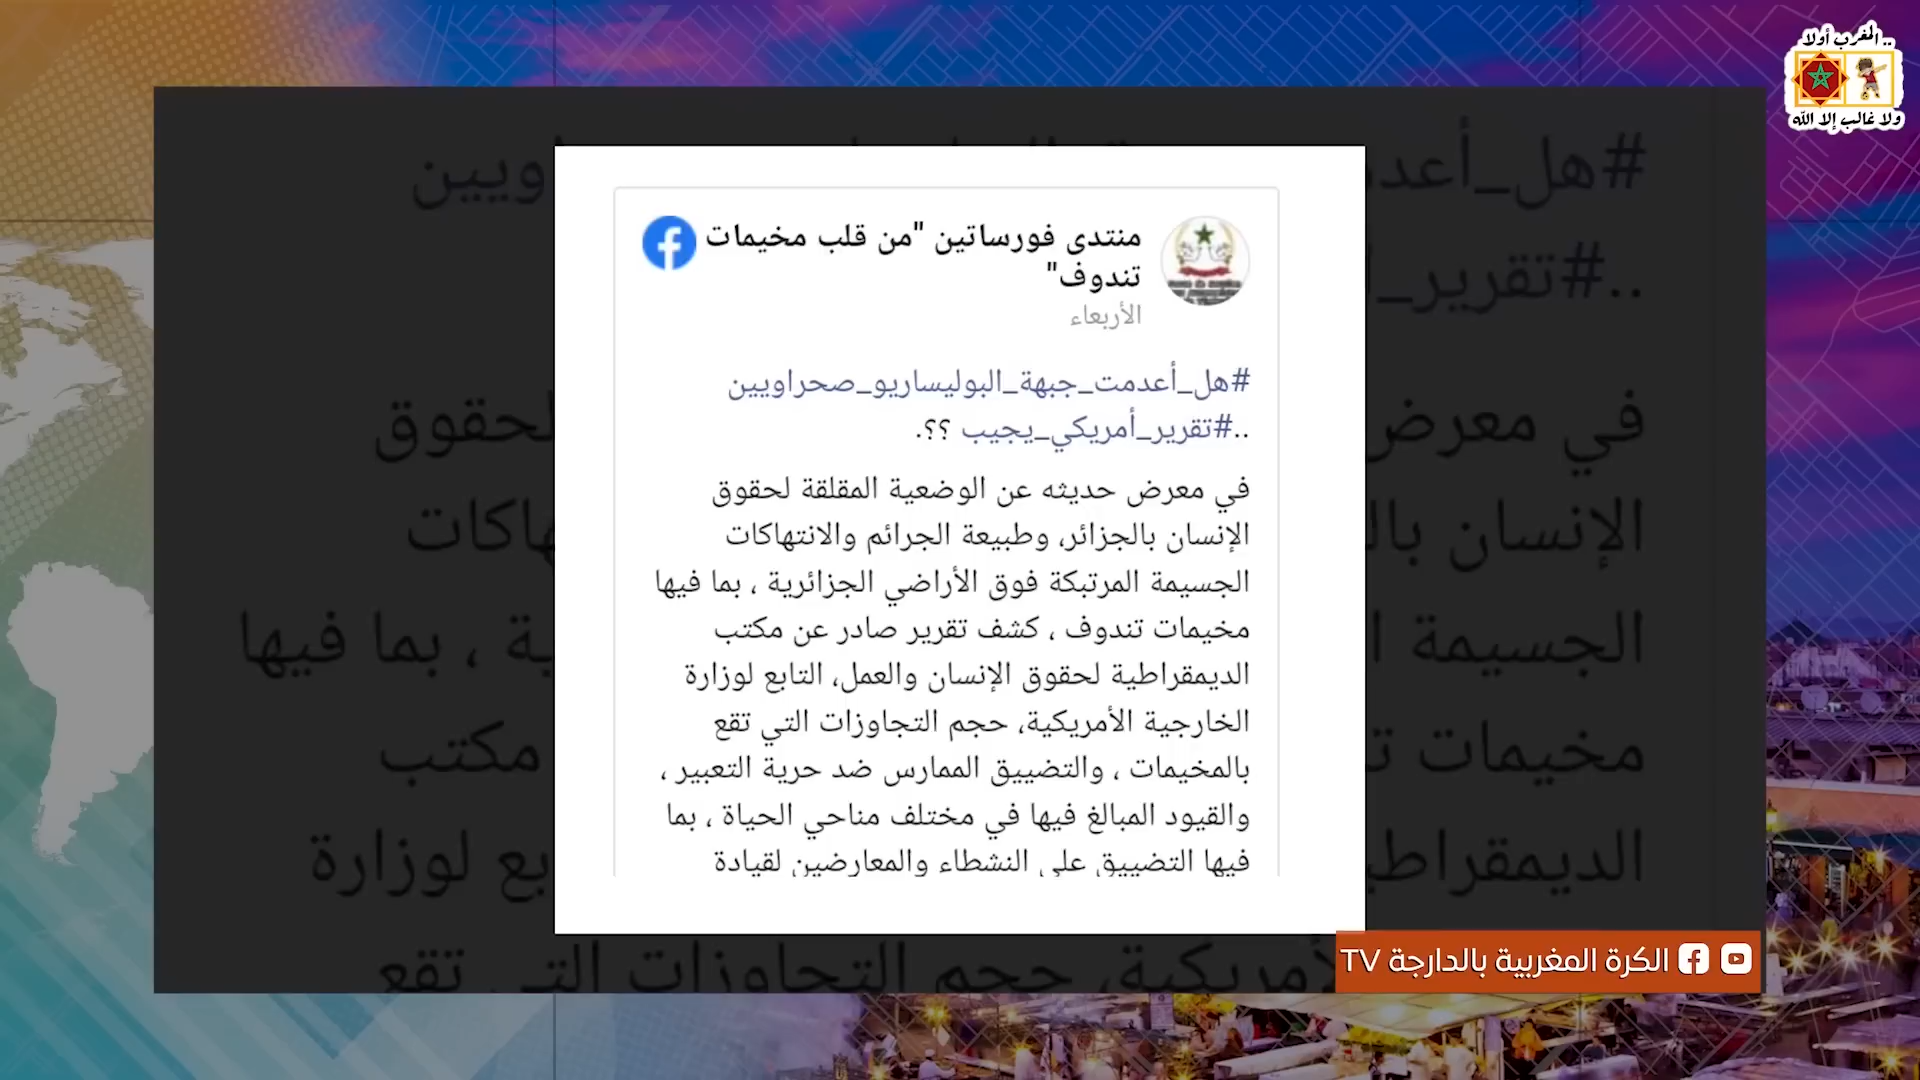 .. المغرب أولا
ولا غالب إلا الله
منتدى فورساتين "من قلب مخيمات
تندوف"
الأربعاء
#هل_أعدمت_جبهة_البوليساريو_صحراويين
..#تقرير_أمريكي_يجيب ؟؟.
في معرض حديثه عن الوضعية المقلقة لحقوق
الإنسان بالجزائر، وطبيعة الجرائم والانتهاكات
الجسيمة المرتبكة فوق الأراضي الجزائرية ، بما فيها
مخيمات تندوف ، كشف تقرير صادر عن مكتب
الديمقراطية لحقوق الإنسان والعمل، التابع لوزارة
الخارجية الأمريكية، حجم التجاوزات التي تقع
بالمخيمات ، والتضييق الممارس ضد حرية التعبير ،
والقيود المبالغ فيها في مختلف مناحي الحياة ، بما
فيها التضييق على النشطاء والمعارضين لقيادة
الكرة المغربية بالدارجة TV